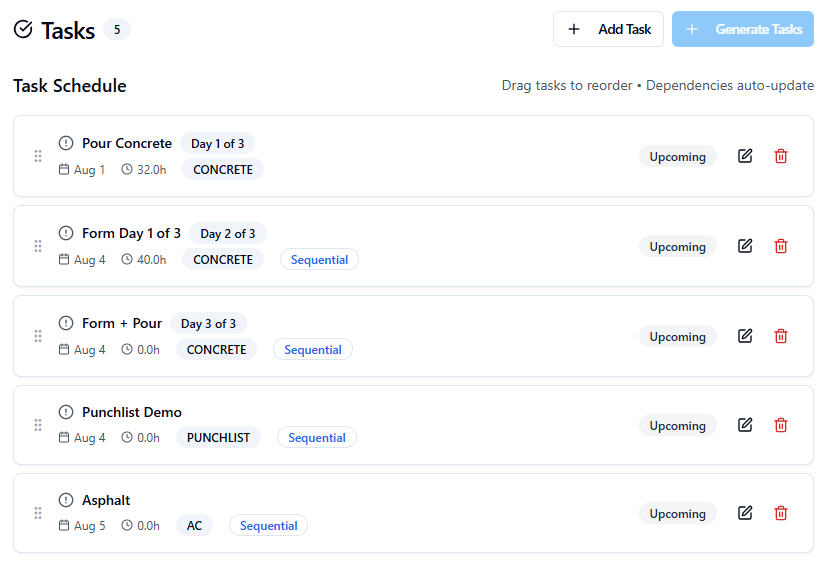 Tasks 5 + Add Task + Generate Tasks
Task Schedule Drag tasks to reorder • Dependencies auto-update
Pour Concrete Day 1 of 3
Aug 1 32.0h CONCRETE
Upcoming
Form Day 1 of 3 Day 2 of 3
Aug 4 40.0h CONCRETE Sequential
Upcoming
Form + Pour Day 3 of 3
Aug 4 0.0h CONCRETE Sequential
Upcoming
Punchlist Demo
Aug 4 0.0h PUNCHLIST Sequential
Upcoming
Asphalt
Aug 5 0.0h AC Sequential
Upcoming